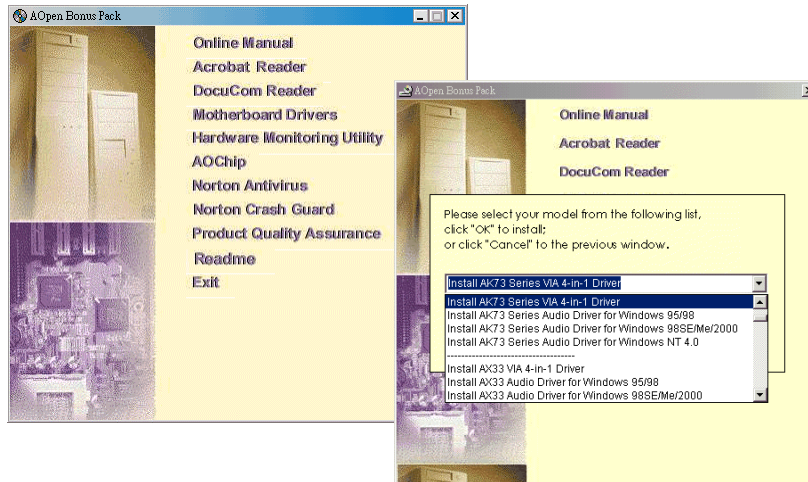 AOpen Bonus Pack
Online Manual
Acrobat Reader
DocuCom Reader
Motherboard Drivers
Hardware Monitoring Utility
AOChip
Norton Antivirus
Norton Crash Guard
Product Quality Assurance
Readme
Exit
AOpen Bonus Pack
Online Manual
Acrobat Reader
DocuCom Reader
Please select your model from the following list,
click "OK" to install;
or click "Cancel" to the previous window.
Install AK73 Series VIA 4-in-1 Driver
Install AK73 Series VIA 4-in-1 Driver
Install AK73 Series Audio Driver for Windows 95/98
Install AK73 Series Audio Driver for Windows 98SE/Me/2000
Install AK73 Series Audio Driver for Windows NT 4.0
------------------------------------
Install AX33 VIA 4-in-1 Driver
Install AX33 Audio Driver for Windows 95/98
Install AX33 Audio Driver for Windows 98SE/Me/2000